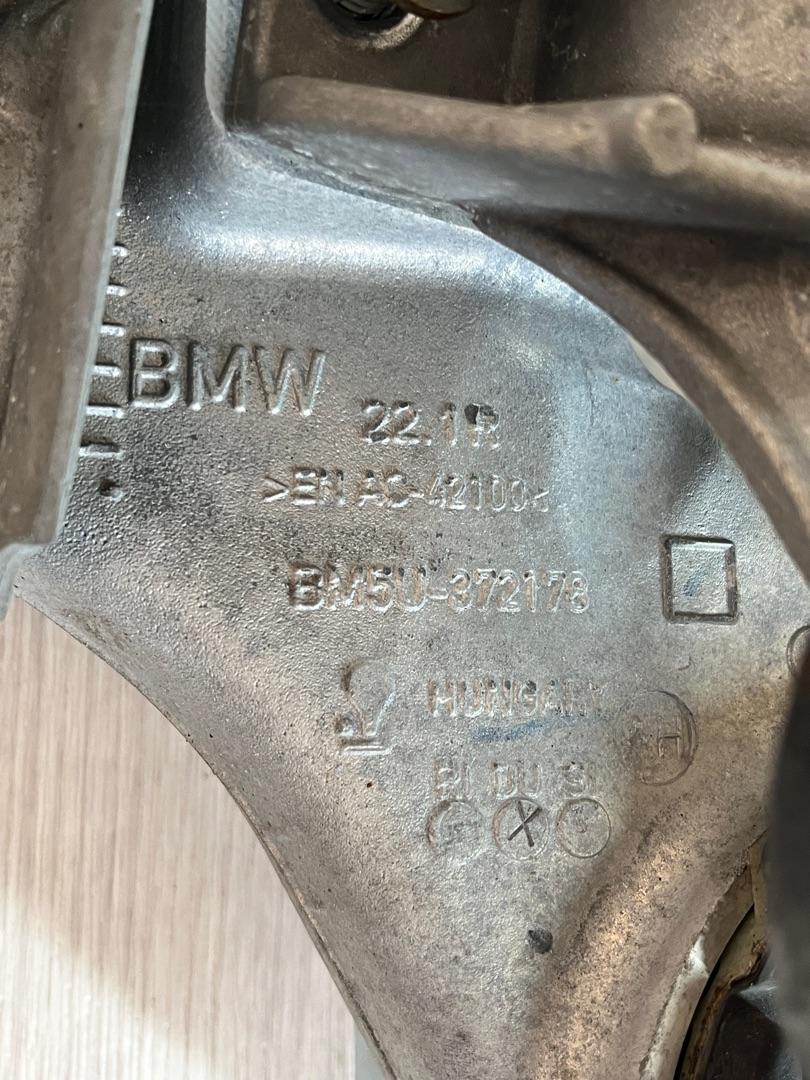 BMW
22.1R
>EN AC-42100<
BM5U-372178
HUNGARY
H
RI DU SI
X